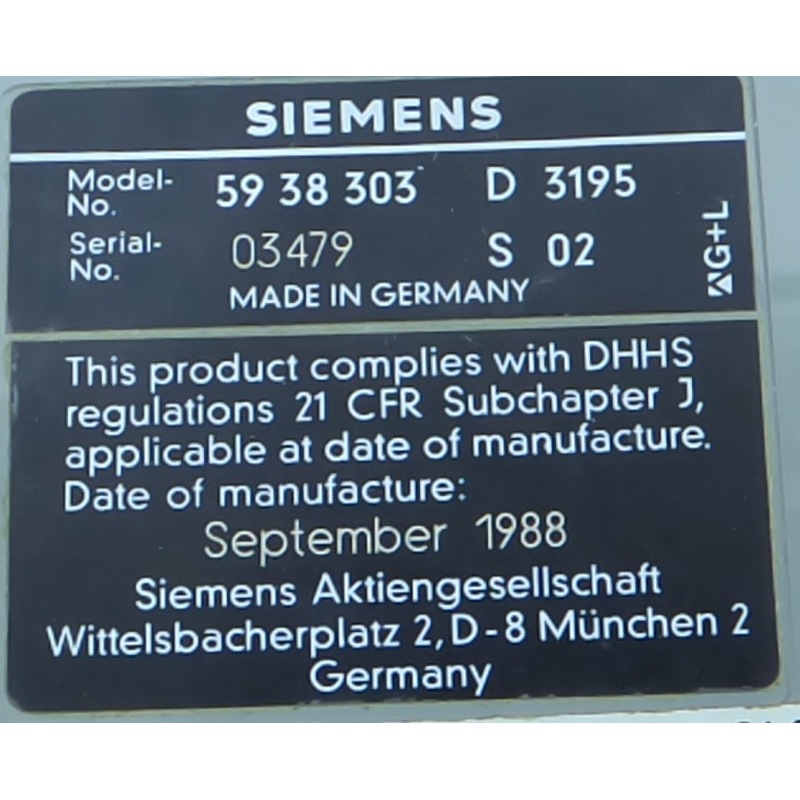 SIEMENS
Model-No. 59 38 303 D 3195
Serial-No. 03479 S 02
MADE IN GERMANY
G+L
This product complies with DHHS
regulations 21 CFR Subchapter J,
applicable at date of manufacture.
Date of manufacture:
September 1988
Siemens Aktiengesellschaft
Wittelsbacherplatz 2, D-8 München 2
Germany